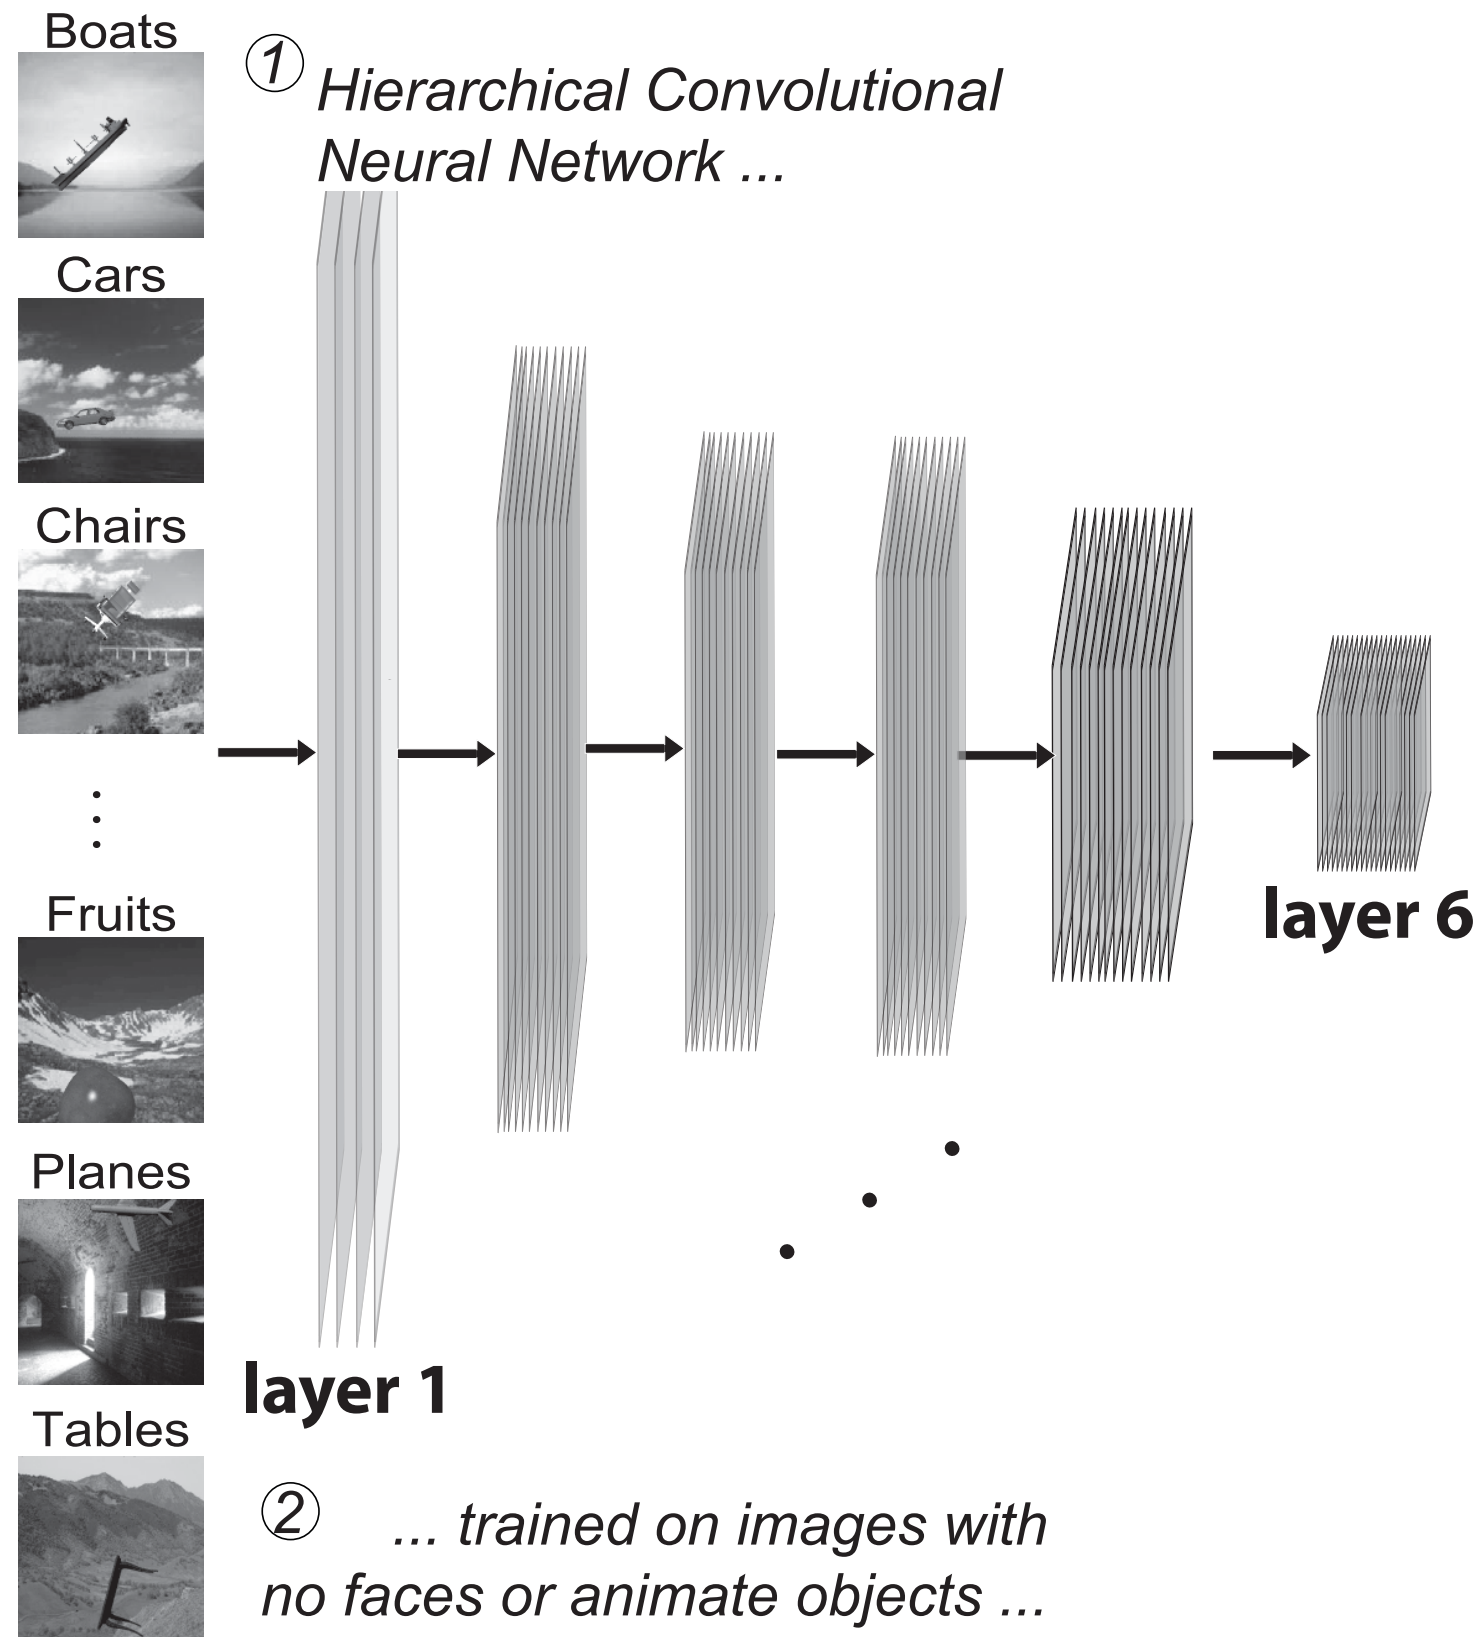 Boats
① Hierarchical Convolutional
Neural Network ...
Cars
Chairs
Fruits
layer 6
Planes
layer 1
Tables
② ... trained on images with
no faces or animate objects ...